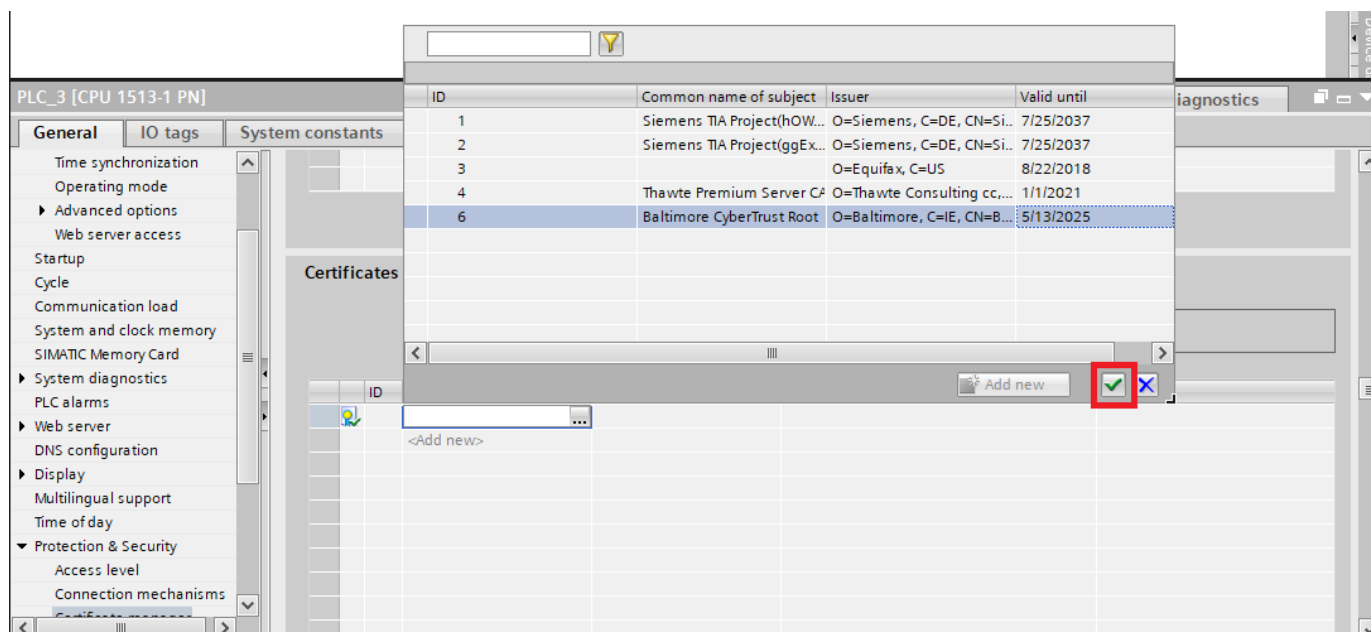 PLC_3 [CPU 1513-1 PN]
General
IO tags
System constants
iagnostics
Time synchronization
Operating mode
Advanced options
Web server access
Startup
Cycle
Communication load
System and clock memory
SIMATIC Memory Card
System diagnostics
PLC alarms
Web server
DNS configuration
Display
Multilingual support
Time of day
Protection & Security
Access level
Connection mechanisms
Certificate manager
ID Common name of subject Issuer Valid until
1 Siemens TIA Project(hOW... O=Siemens, C=DE, CN=Si... 7/25/2037
2 Siemens TIA Project(ggEx... O=Siemens, C=DE, CN=Si... 7/25/2037
3 O=Equifax, C=US 8/22/2018
4 Thawte Premium Server CA O=Thawte Consulting cc,... 1/1/2021
6 Baltimore CyberTrust Root O=Baltimore, C=IE, CN=B... 5/13/2025
Add new
Certificates
ID
...
<Add new>